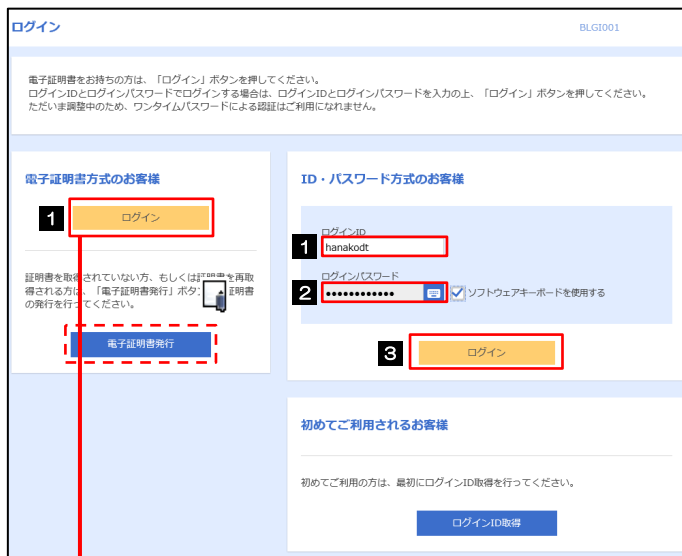 ログイン
BLGI001
電子証明書をお持ちの方は、「ログイン」ボタンを押してください。
ログインIDとログインパスワードでログインする場合は、ログインIDとログインパスワードを入力の上、「ログイン」ボタンを押してください。
ただいま調整中のため、ワンタイムパスワードによる認証はご利用になれません。
電子証明書方式のお客様
1
ログイン
証明書を取得されていない方、もしくは証明書を再取
得される方は、「電子証明書発行」ボタ 証明書
の発行を行ってください。
電子証明書発行
ID・パスワード方式のお客様
ログインID
1
hanakodt
ログインパスワード
2
••••••••••••
ソフトウェアキーボードを使用する
3
ログイン
初めてご利用されるお客様
初めてご利用の方は、最初にログインID取得を行ってください。
ログインID取得